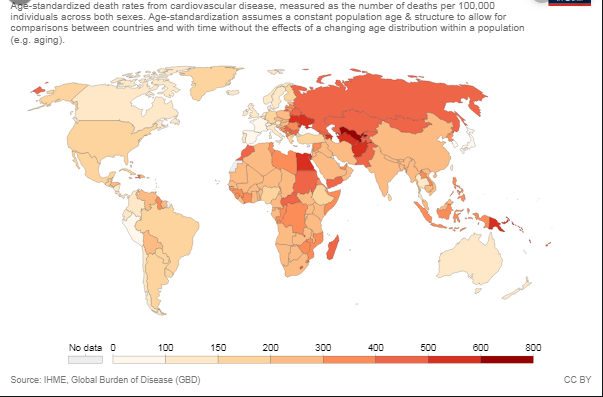 Age-standardized death rates from cardiovascular disease, measured as the number of deaths per 100,000
individuals across both sexes. Age-standardization assumes a constant population age & structure to allow for
comparisons between countries and with time without the effects of a changing age distribution within a population
(e.g. aging).
No data 0 100 150 200 300 400 500 600 800
Source: IHME, Global Burden of Disease (GBD) CC BY